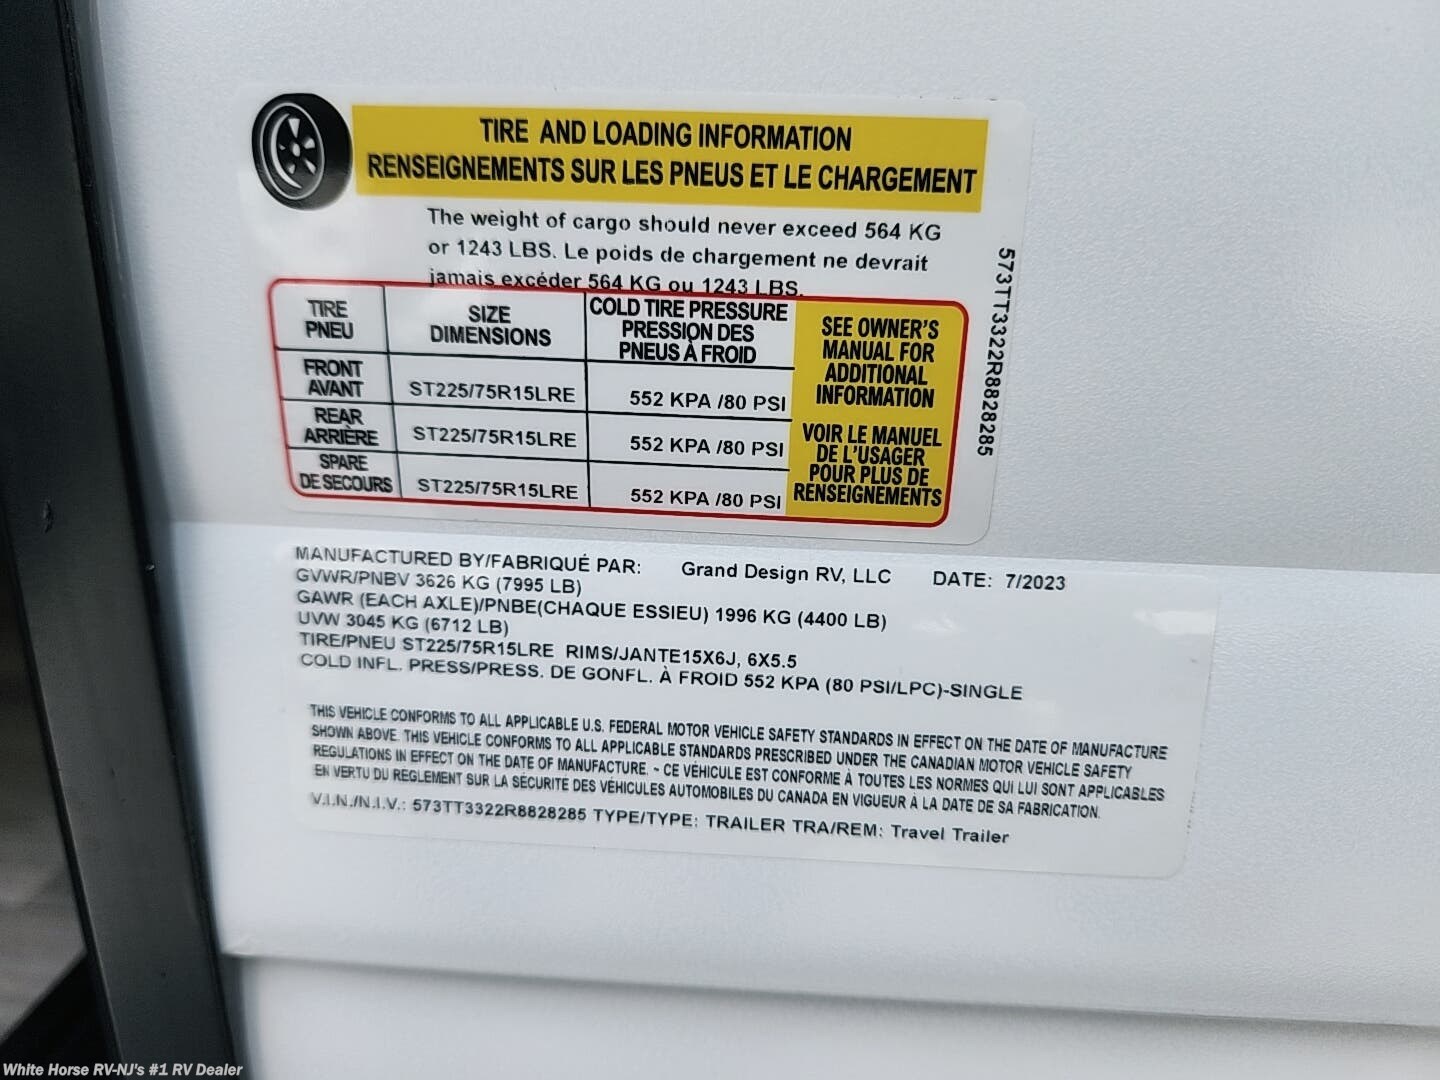 TIRE AND LOADING INFORMATION
RENSEIGNEMENTS SUR LES PNEUS ET LE CHARGEMENT
The weight of cargo should never exceed 564 KG
or 1243 LBS. Le poids de chargement ne devrait
jamais excéder 564 KG ou 1243 LBS.
TIRE
PNEU
SIZE
DIMENSIONS
COLD TIRE PRESSURE
PRESSION DES
PNEUS À FROID
FRONT
AVANT
ST225/75R15LRE
552 KPA /80 PSI
REAR
ARRIÈRE
ST225/75R15LRE
552 KPA /80 PSI
SPARE
DE SECOURS
ST225/75R15LRE
552 KPA /80 PSI
SEE OWNER'S
MANUAL FOR
ADDITIONAL
INFORMATION
VOIR LE MANUEL
DE L'USAGER
POUR PLUS DE
RENSEIGNEMENTS
573TT3322R8828285
MANUFACTURED BY/FABRIQUÉ PAR: Grand Design RV, LLC DATE: 7/2023
GVWR/PNBV 3626 KG (7995 LB)
GAWR (EACH AXLE)/PNBE(CHAQUE ESSIEU) 1996 KG (4400 LB)
UVW 3045 KG (6712 LB)
TIRE/PNEU ST225/75R15LRE RIMS/JANTE15X6J, 6X5.5
COLD INFL. PRESS/PRESS. DE GONFL. À FROID 552 KPA (80 PSI/LPC)-SINGLE
THIS VEHICLE CONFORMS TO ALL APPLICABLE U.S. FEDERAL MOTOR VEHICLE SAFETY STANDARDS IN EFFECT ON THE DATE OF MANUFACTURE
SHOWN ABOVE. THIS VEHICLE CONFORMS TO ALL APPLICABLE STANDARDS PRESCRIBED UNDER THE CANADIAN MOTOR VEHICLE SAFETY
REGULATIONS IN EFFECT ON THE DATE OF MANUFACTURE. - CE VÉHICULE EST CONFORME À TOUTES LES NORMES QUI LUI SONT APPLICABLES
EN VERTU DU RÈGLEMENT SUR LA SÉCURITÉ DES VÉHICULES AUTOMOBILES DU CANADA EN VIGUEUR À LA DATE DE SA FABRICATION.
V.I.N./N.I.V.: 573TT3322R8828285 TYPE/TYPE: TRAILER TRA/REM: Travel Trailer
White Horse RV-NJ's #1 RV Dealer